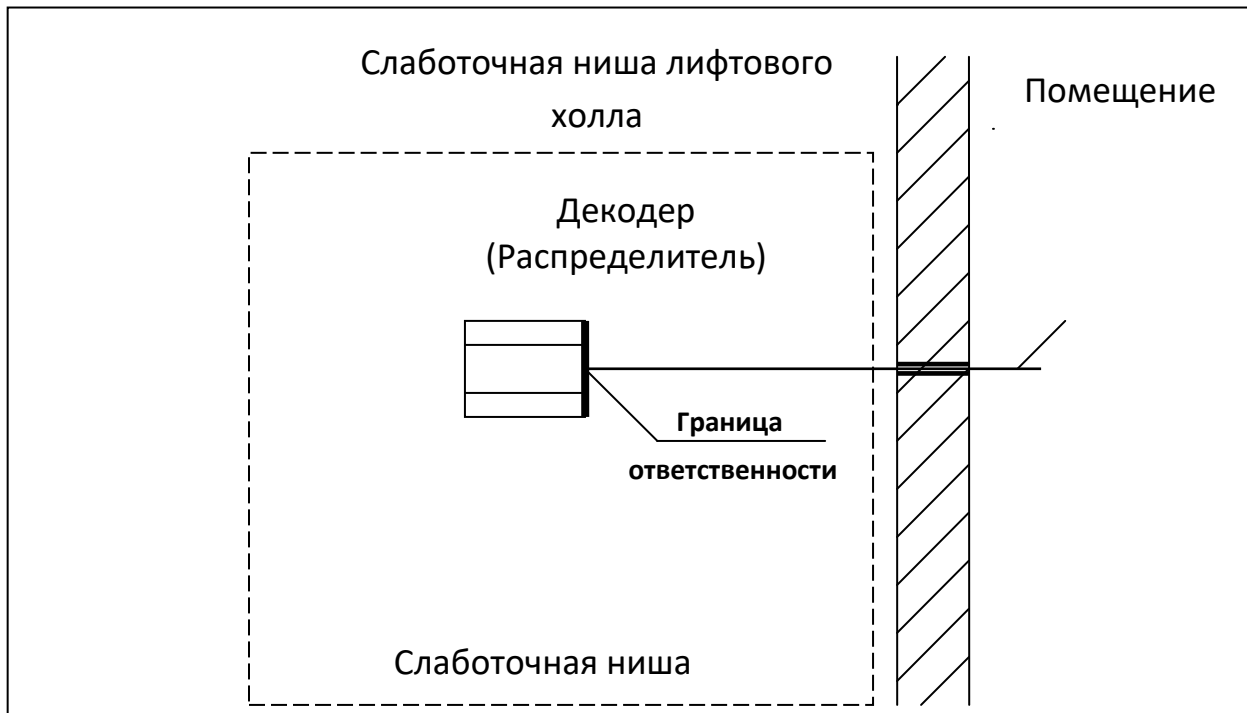 Слаботочная ниша лифтового
холла
Помещение
Декодер
(Распределитель)
Граница
ответственности
Слаботочная ниша